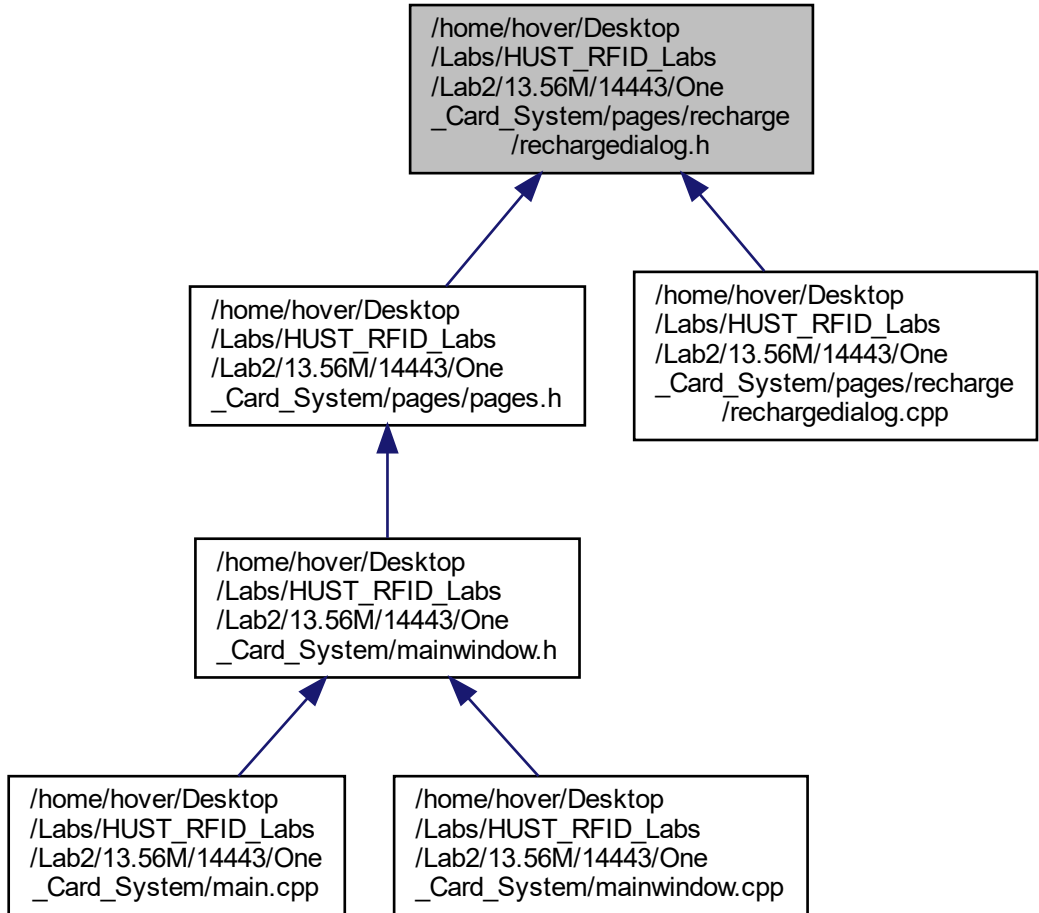 /home/hover/Desktop
/Labs/HUST_RFID_Labs
/Lab2/13.56M/14443/One
_Card_System/pages/recharge
/rechargedialog.h
/home/hover/Desktop
/Labs/HUST_RFID_Labs
/Lab2/13.56M/14443/One
_Card_System/pages/pages.h
/home/hover/Desktop
/Labs/HUST_RFID_Labs
/Lab2/13.56M/14443/One
_Card_System/pages/recharge
/rechargedialog.cpp
/home/hover/Desktop
/Labs/HUST_RFID_Labs
/Lab2/13.56M/14443/One
_Card_System/mainwindow.h
/home/hover/Desktop
/Labs/HUST_RFID_Labs
/Lab2/13.56M/14443/One
_Card_System/main.cpp
/home/hover/Desktop
/Labs/HUST_RFID_Labs
/Lab2/13.56M/14443/One
_Card_System/mainwindow.cpp